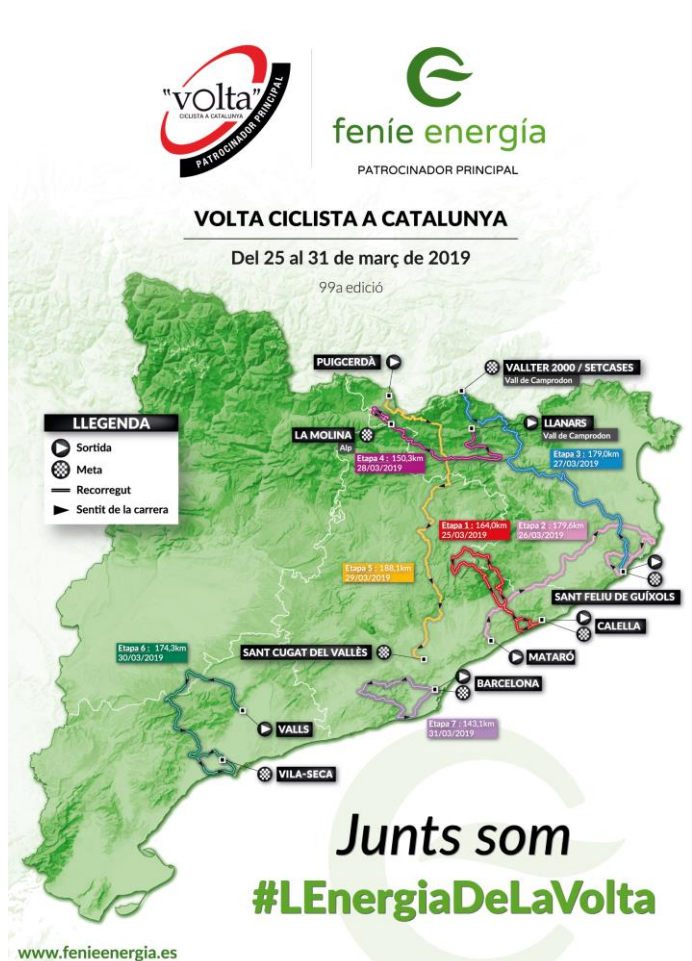 "volta"
CICLISTA A CATALUNYA
PATROCINADOR PRINCIPAL
feníe energía
PATROCINADOR PRINCIPAL
VOLTA CICLISTA A CATALUNYA
Del 25 al 31 de març de 2019
99a edició
PUIGCERDÀ
VALLTER 2000 / SETCASES
Vall de Camprodon
LLEGENDA
Sortida
Meta
Recorregut
Sentit de la carrera
LA MOLINA
Alp
LLANARS
Vall de Camprodon
Etapa 4 : 150,3km
28/03/2019
Etapa 3 : 179,0km
27/03/2019
Etapa 1 : 164,0km
25/03/2019
Etapa 2 : 179,6km
26/03/2019
Etapa 5 : 188,1km
29/03/2019
SANT FELIU DE GUÍXOLS
CALELLA
Etapa 6 : 174,3km
30/03/2019
SANT CUGAT DEL VALLÈS
MATARÓ
BARCELONA
VALLS
Etapa 7 : 143,1km
31/03/2019
VILA-SECA
Junts som
#LEnergiaDeLaVolta
www.fenieenergia.es